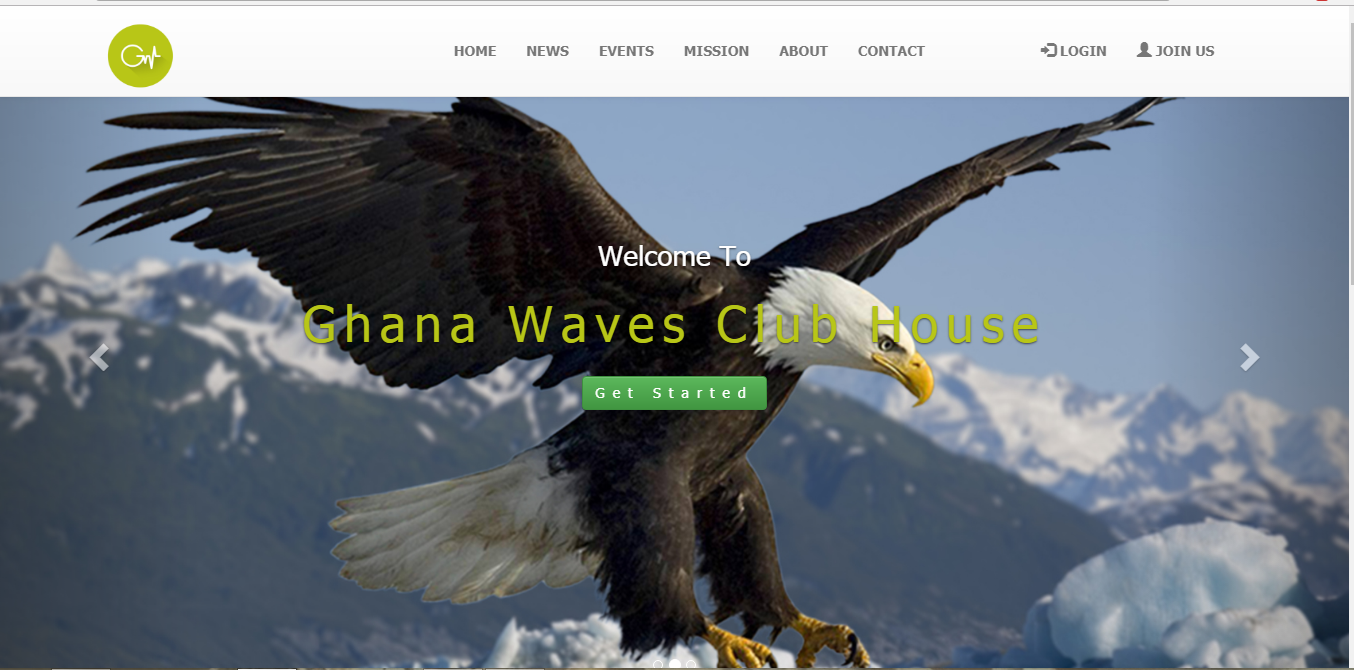 Gw
HOME NEWS EVENTS MISSION ABOUT CONTACT LOGIN JOIN US
Welcome To
Ghana Waves Club House
Get Started